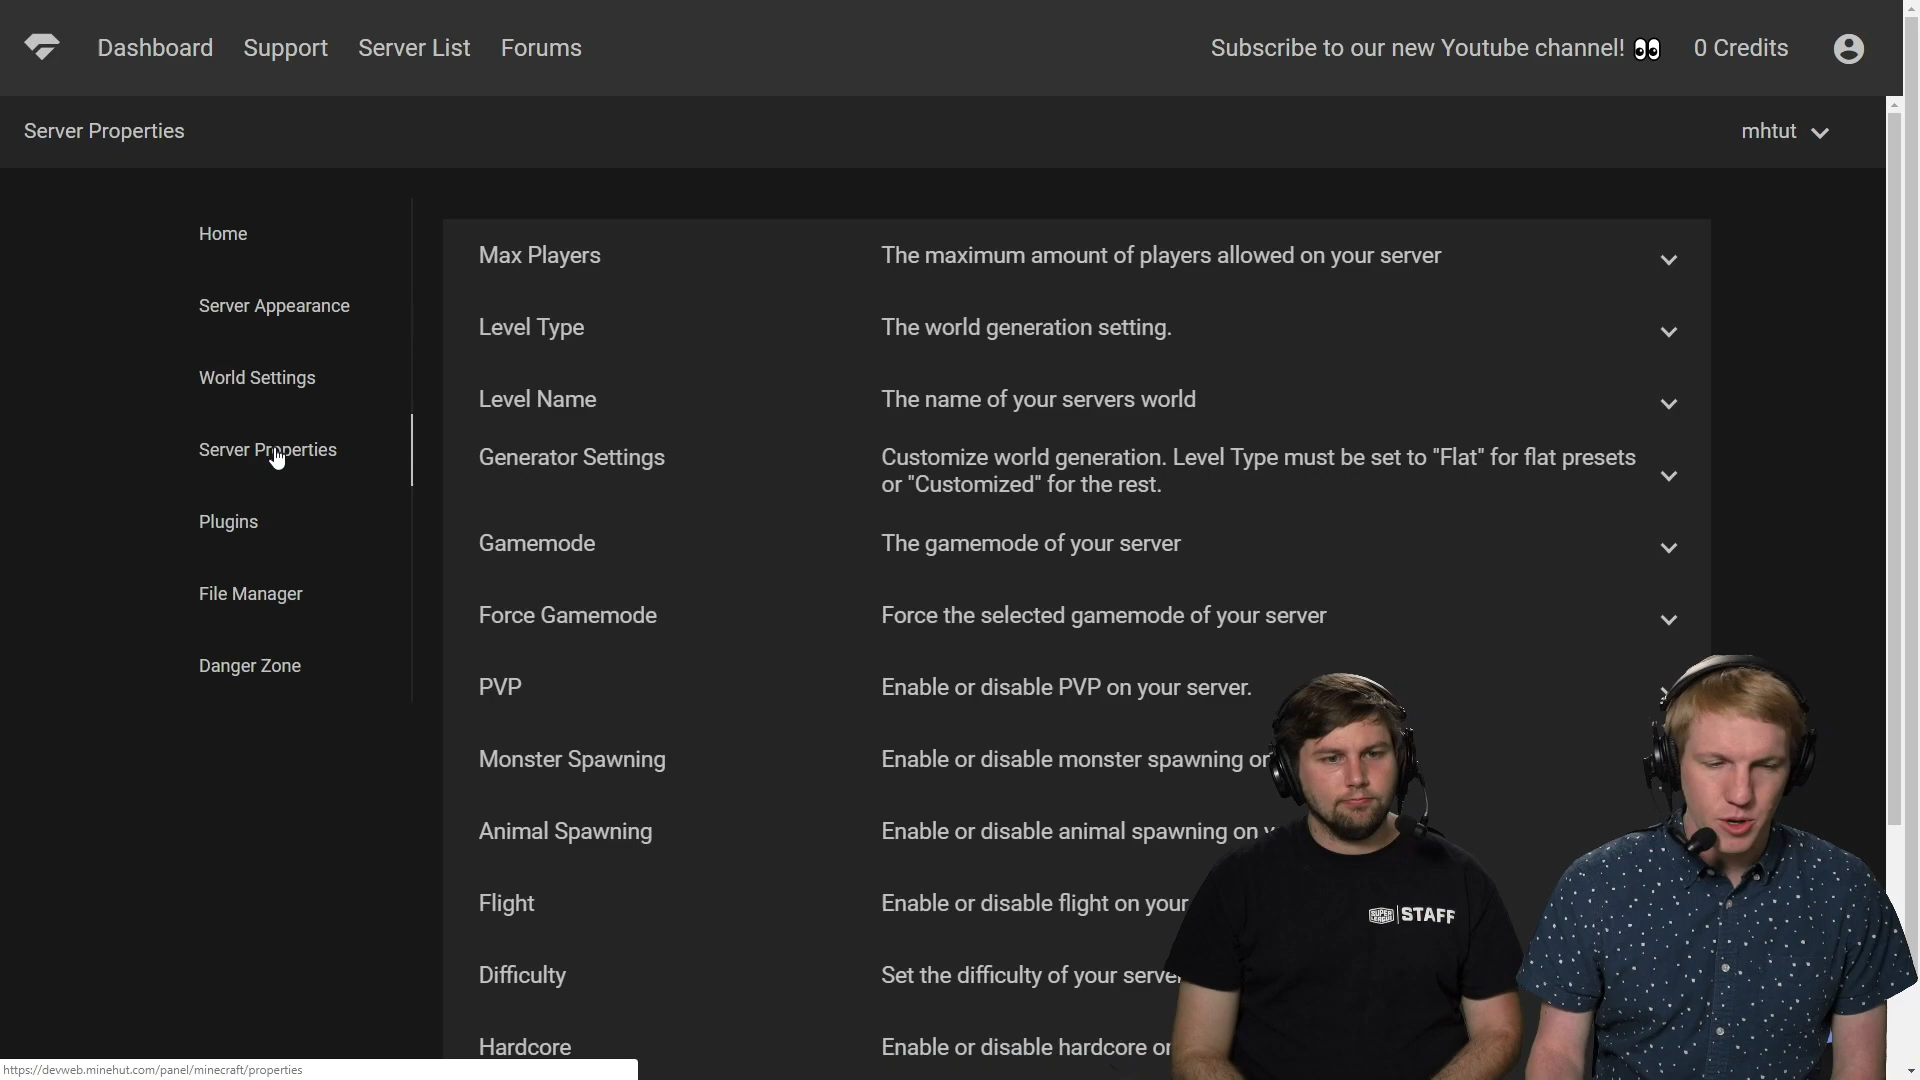 Dashboard Support Server List Forums
Subscribe to our new Youtube channel! 👀 0 Credits
Server Properties
mhtut
Home
Server Appearance
World Settings
Server Properties
Plugins
File Manager
Danger Zone
Max Players The maximum amount of players allowed on your server
Level Type The world generation setting.
Level Name The name of your servers world
Generator Settings Customize world generation. Level Type must be set to "Flat" for flat presets
or "Customized" for the rest.
Gamemode The gamemode of your server
Force Gamemode Force the selected gamemode of your server
PVP Enable or disable PVP on your server.
Monster Spawning Enable or disable monster spawning
Animal Spawning Enable or disable animal spawning on
Flight Enable or disable flight on your
Difficulty Set the difficulty of your
Hardcore Enable or disable hardcore
SUPER LEAGUE STAFF
https://devweb.minehut.com/panel/minecraft/properties